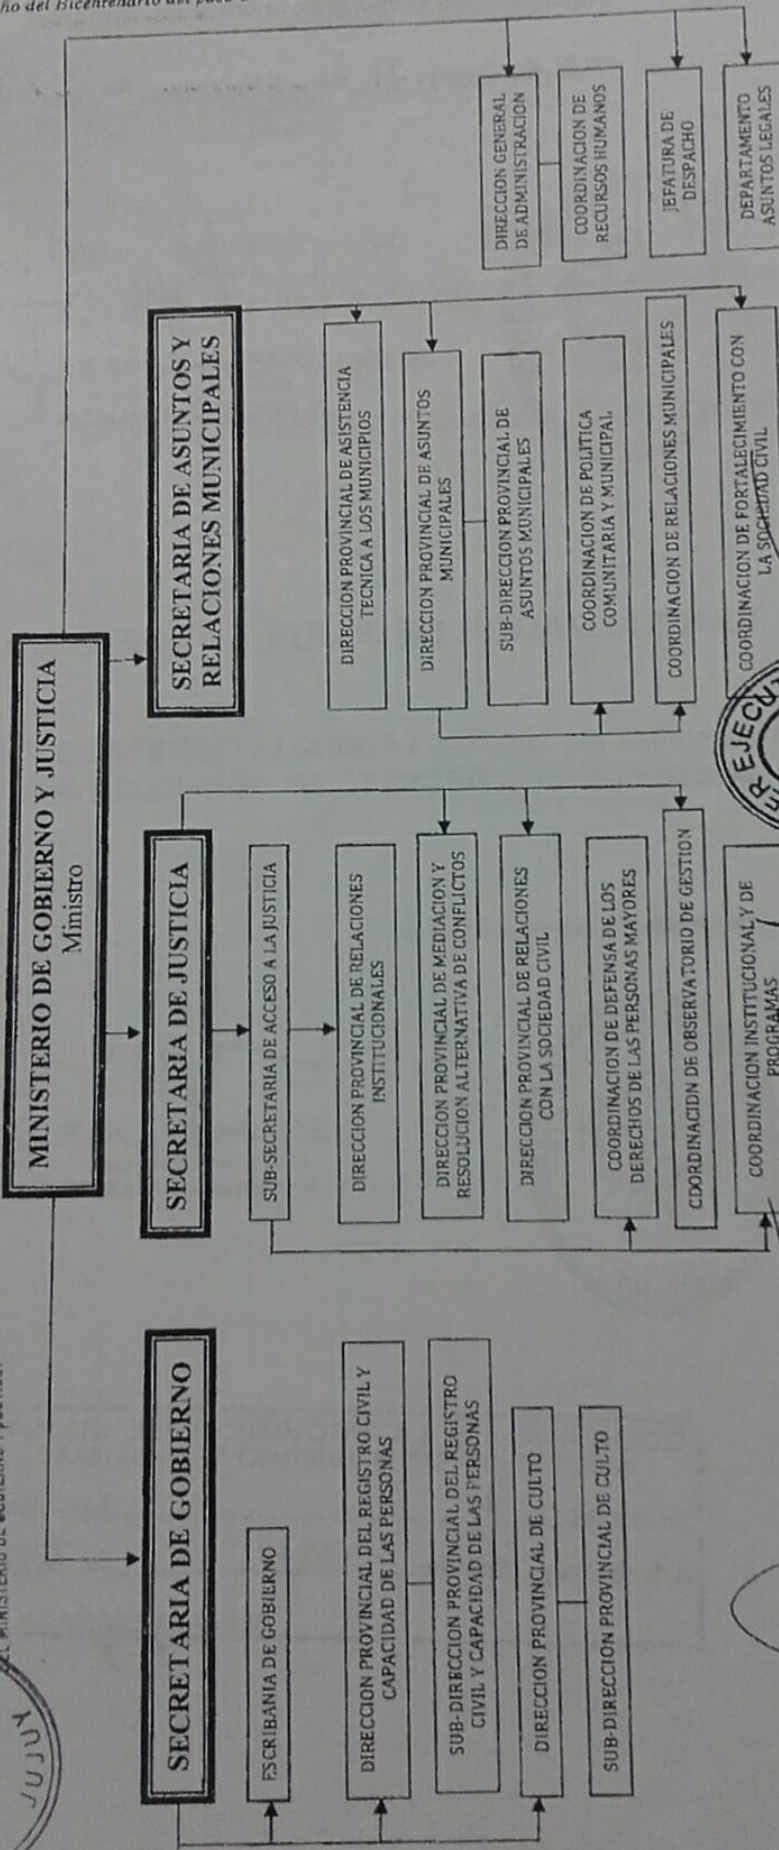 MINISTERIO DE GOBIERNO Y JUSTICIA
Ministro
SECRETARIA DE GOBIERNO
ESCRIBANIA DE GOBIERNO
DIRECCION PROVINCIAL DEL REGISTRO CIVIL Y
CAPACIDAD DE LAS PERSONAS
SUB-DIRECCION PROVINCIAL DEL REGISTRO
CIVIL Y CAPACIDAD DE LAS PERSONAS
DIRECCION PROVINCIAL DE CULTO
SUB-DIRECCION PROVINCIAL DE CULTO
SECRETARIA DE JUSTICIA
SUB-SECRETARIA DE ACCESO A LA JUSTICIA
DIRECCION PROVINCIAL DE RELACIONES
INSTITUCIONALES
DIRECCION PROVINCIAL DE MEDIACION Y
RESOLUCION ALTERNATIVA DE CONFLICTOS
DIRECCION PROVINCIAL DE RELACIONES
CON LA SOCIEDAD CIVIL
COORDINACION DE DEFENSA DE LOS
DERECHOS DE LAS PERSONAS MAYORES
COORDINACION DE OBSERVATORIO DE GESTION
COORDINACION INSTITUCIONAL Y DE
PROGRAMAS
SECRETARIA DE ASUNTOS Y
RELACIONES MUNICIPALES
DIRECCION PROVINCIAL DE ASISTENCIA
TECNICA A LOS MUNICIPIOS
DIRECCION PROVINCIAL DE ASUNTOS
MUNICIPALES
SUB-DIRECCION PROVINCIAL DE
ASUNTOS MUNICIPALES
COORDINACION DE POLITICA
COMUNITARIA Y MUNICIPAL
COORDINACION DE RELACIONES MUNICIPALES
COORDINACION DE FORTALECIMIENTO CON
LA SOCIEDAD CIVIL
DIRECCION GENERAL
DE ADMINISTRACION
COORDINACION DE
RECURSOS HUMANOS
JEFATURA DE
DESPACHO
DEPARTAMENTO
ASUNTOS LEGALES
JUJUY
ER EJECU
del Bicentenario del